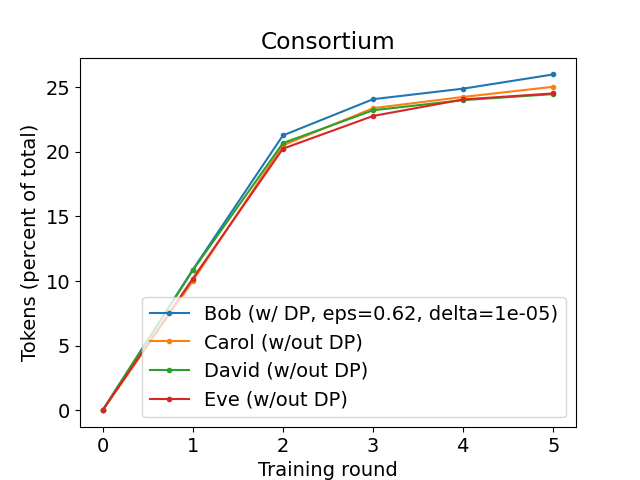 Consortium
Tokens (percent of total)
25
20
15
10
5
0
Bob (w/ DP, eps=0.62, delta=1e-05)
Carol (w/out DP)
David (w/out DP)
Eve (w/out DP)
0 1 2 3 4 5
Training round